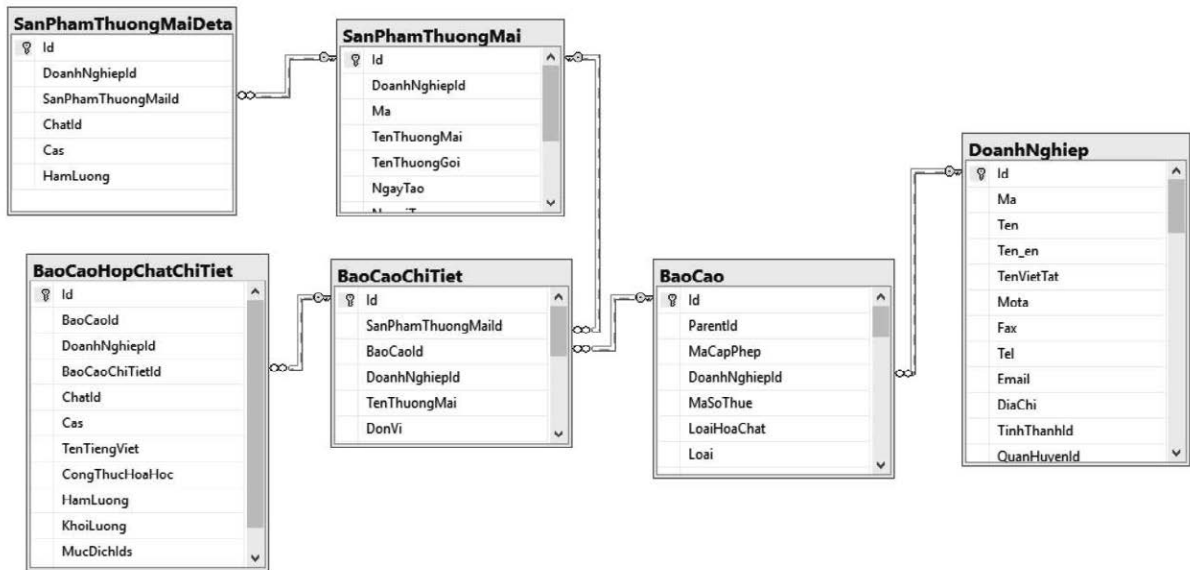 SanPhamThuongMaiDeta
Id
DoanhNghiepId
SanPhamThuongMaiId
ChatId
Cas
HamLuong
SanPhamThuongMai
Id
DoanhNghiepId
Ma
TenThuongMai
TenThuongGoi
NgayTao
DoanhNghiep
Id
Ma
Ten
Ten_en
TenVietTat
Mota
Fax
Tel
Email
DiaChi
TinhThanhId
QuanHuyenId
BaoCaoHopChatChiTiet
Id
BaoCaoId
DoanhNghiepId
BaoCaoChiTietId
ChatId
Cas
TenTiengViet
CongThucHoaHoc
HamLuong
KhoiLuong
MucDichIds
BaoCaoChiTiet
Id
SanPhamThuongMaiId
BaoCaoId
DoanhNghiepId
TenThuongMai
DonVi
BaoCao
Id
ParentId
MaCapPhep
DoanhNghiepId
MaSoThue
LoaiHoaChat
Loai